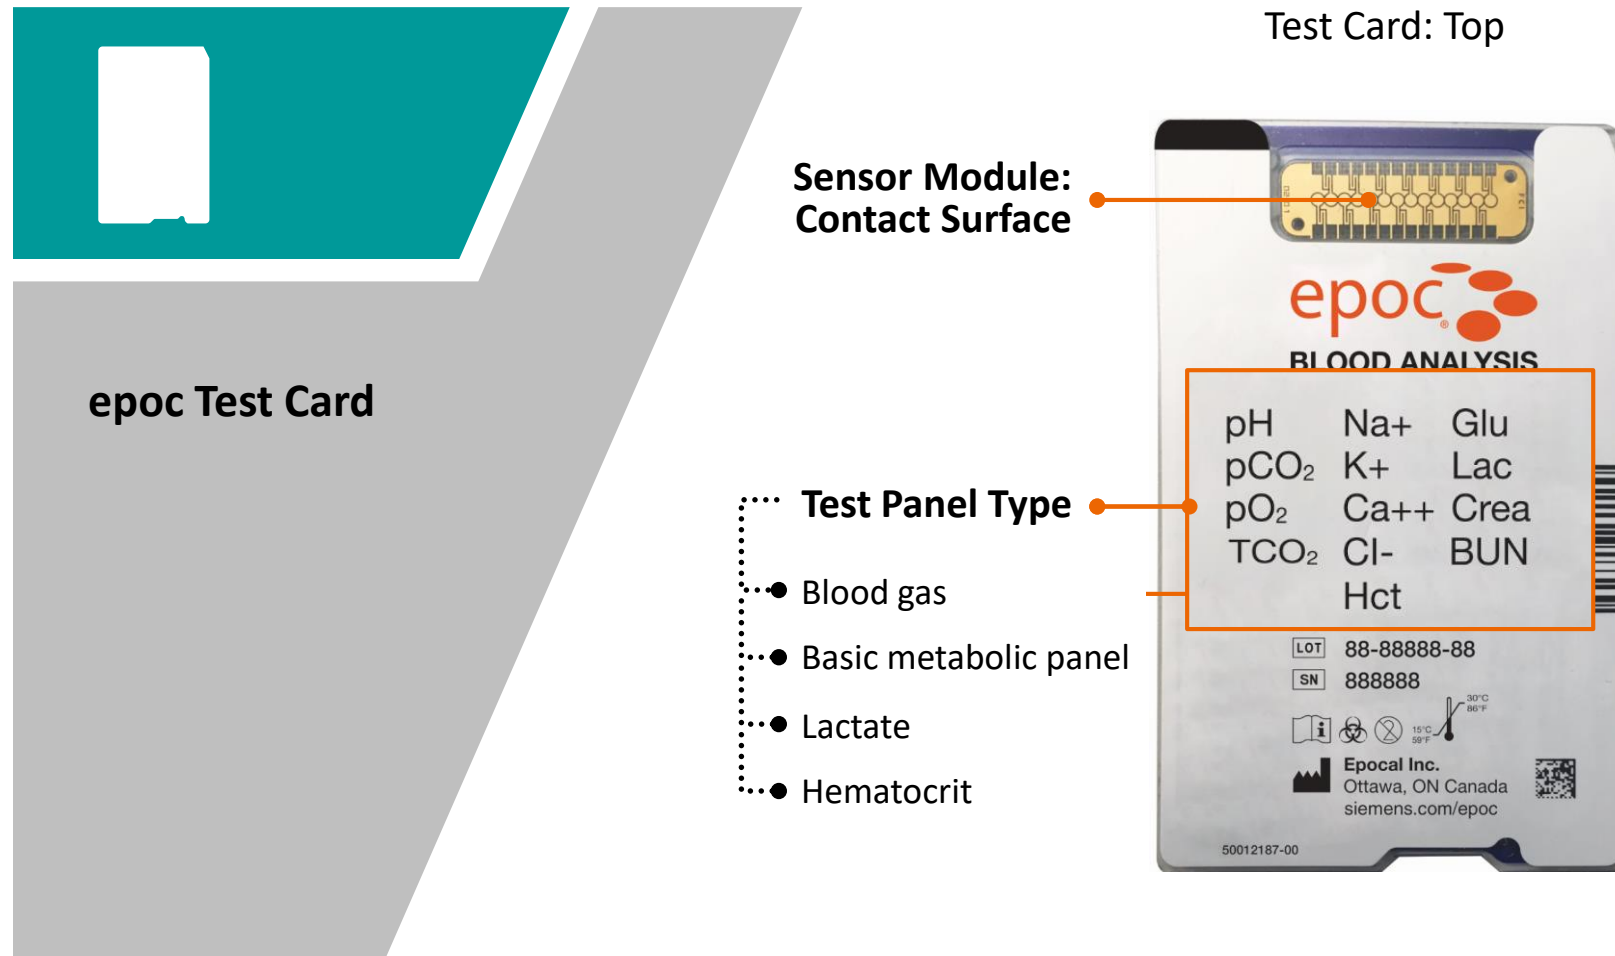 Test Card: Top
Sensor Module:
Contact Surface
epoc®
BLOOD ANALYSIS
epoc Test Card
pH Na+ Glu
pCO₂ K+ Lac
Test Panel Type
pO₂ Ca++ Crea
TCO₂ Cl- BUN
Hct
Blood gas
Basic metabolic panel
Lactate
Hematocrit
LOT 88-88888-88
SN 888888
30°C
86°F
15°C
59°F
Epocal Inc.
Ottawa, ON Canada
siemens.com/epoc
50012187-00